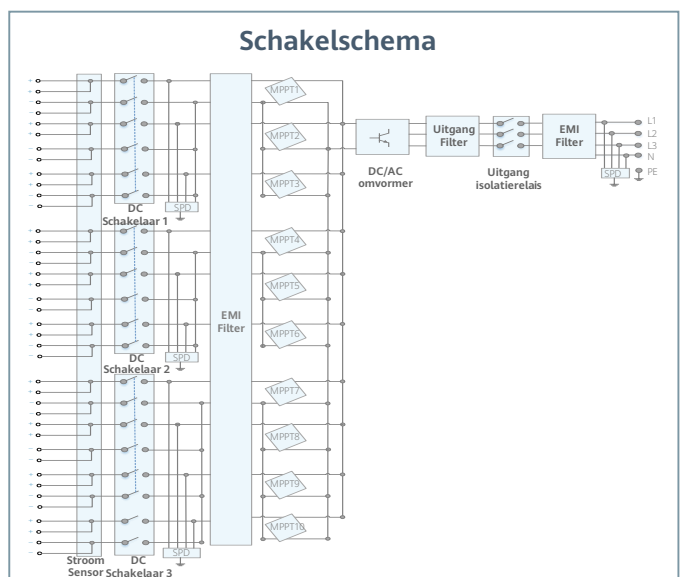 Schakelschema
MPPT1
MPPT2
MPPT3
SPD
DC
Schakelaar 1
MPPT4
MPPT5
MPPT6
SPD
DC
Schakelaar 2
EMI
Filter
MPPT7
MPPT8
MPPT9
MPPT10
SPD
Stroom
Sensor
DC
Schakelaar 3
DC/AC
omvormer
Uitgang
Filter
Uitgang
isolatierelais
EMI
Filter
L1
L2
L3
N
SPD
PE